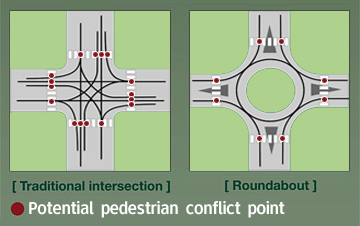 [ Traditional intersection ]
[ Roundabout ]
Potential pedestrian conflict point